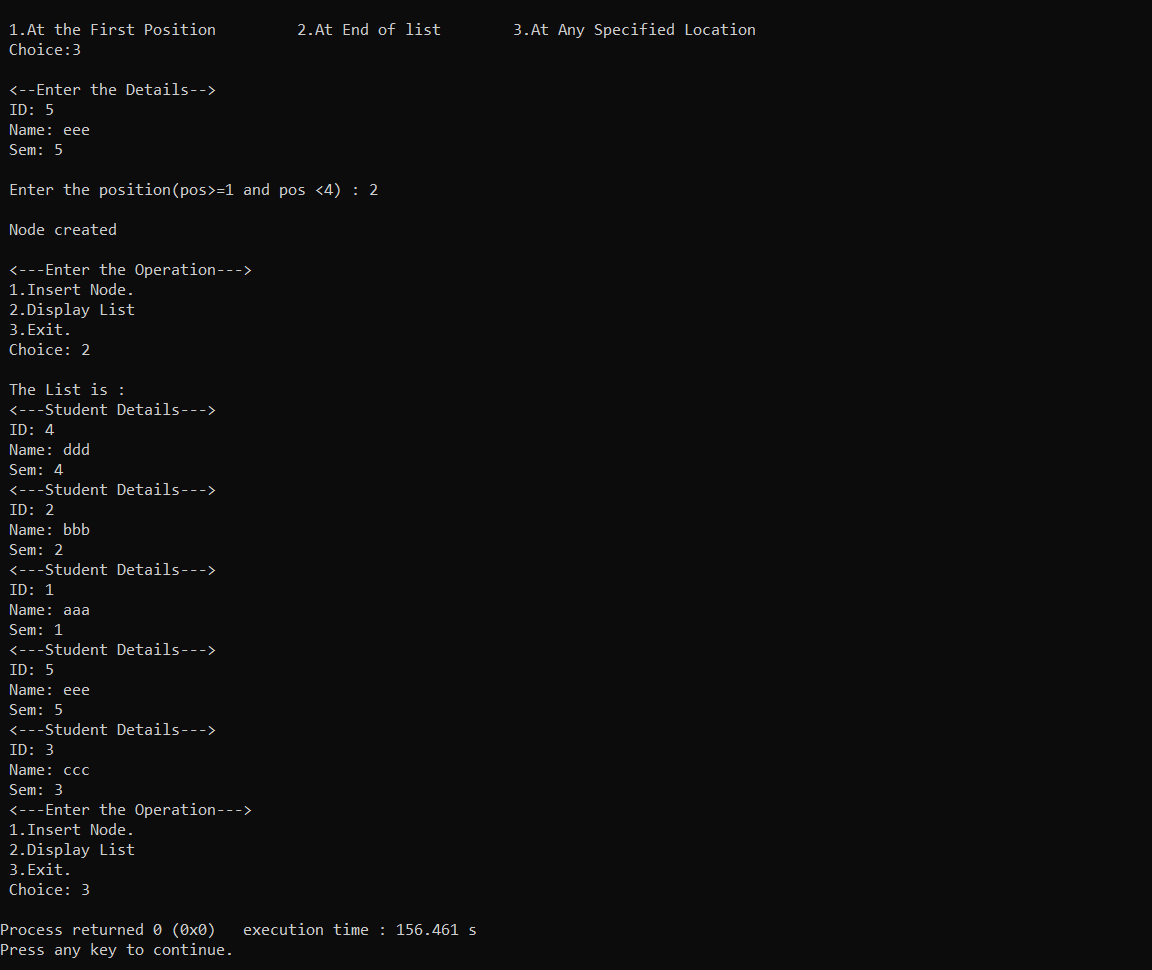 1.At the First Position         2.At End of list        3.At Any Specified Location
Choice:3
<--Enter the Details-->
ID: 5
Name: eee
Sem: 5
Enter the position(pos>=1 and pos <4) : 2
Node created
<---Enter the Operation--->
1.Insert Node.
2.Display List
3.Exit.
Choice: 2
The List is :
<---Student Details--->
ID: 4
Name: ddd
Sem: 4
<---Student Details--->
ID: 2
Name: bbb
Sem: 2
<---Student Details--->
ID: 1
Name: aaa
Sem: 1
<---Student Details--->
ID: 5
Name: eee
Sem: 5
<---Student Details--->
ID: 3
Name: ccc
Sem: 3
<---Enter the Operation--->
1.Insert Node.
2.Display List
3.Exit.
Choice: 3
Process returned 0 (0x0)   execution time : 156.461 s
Press any key to continue.